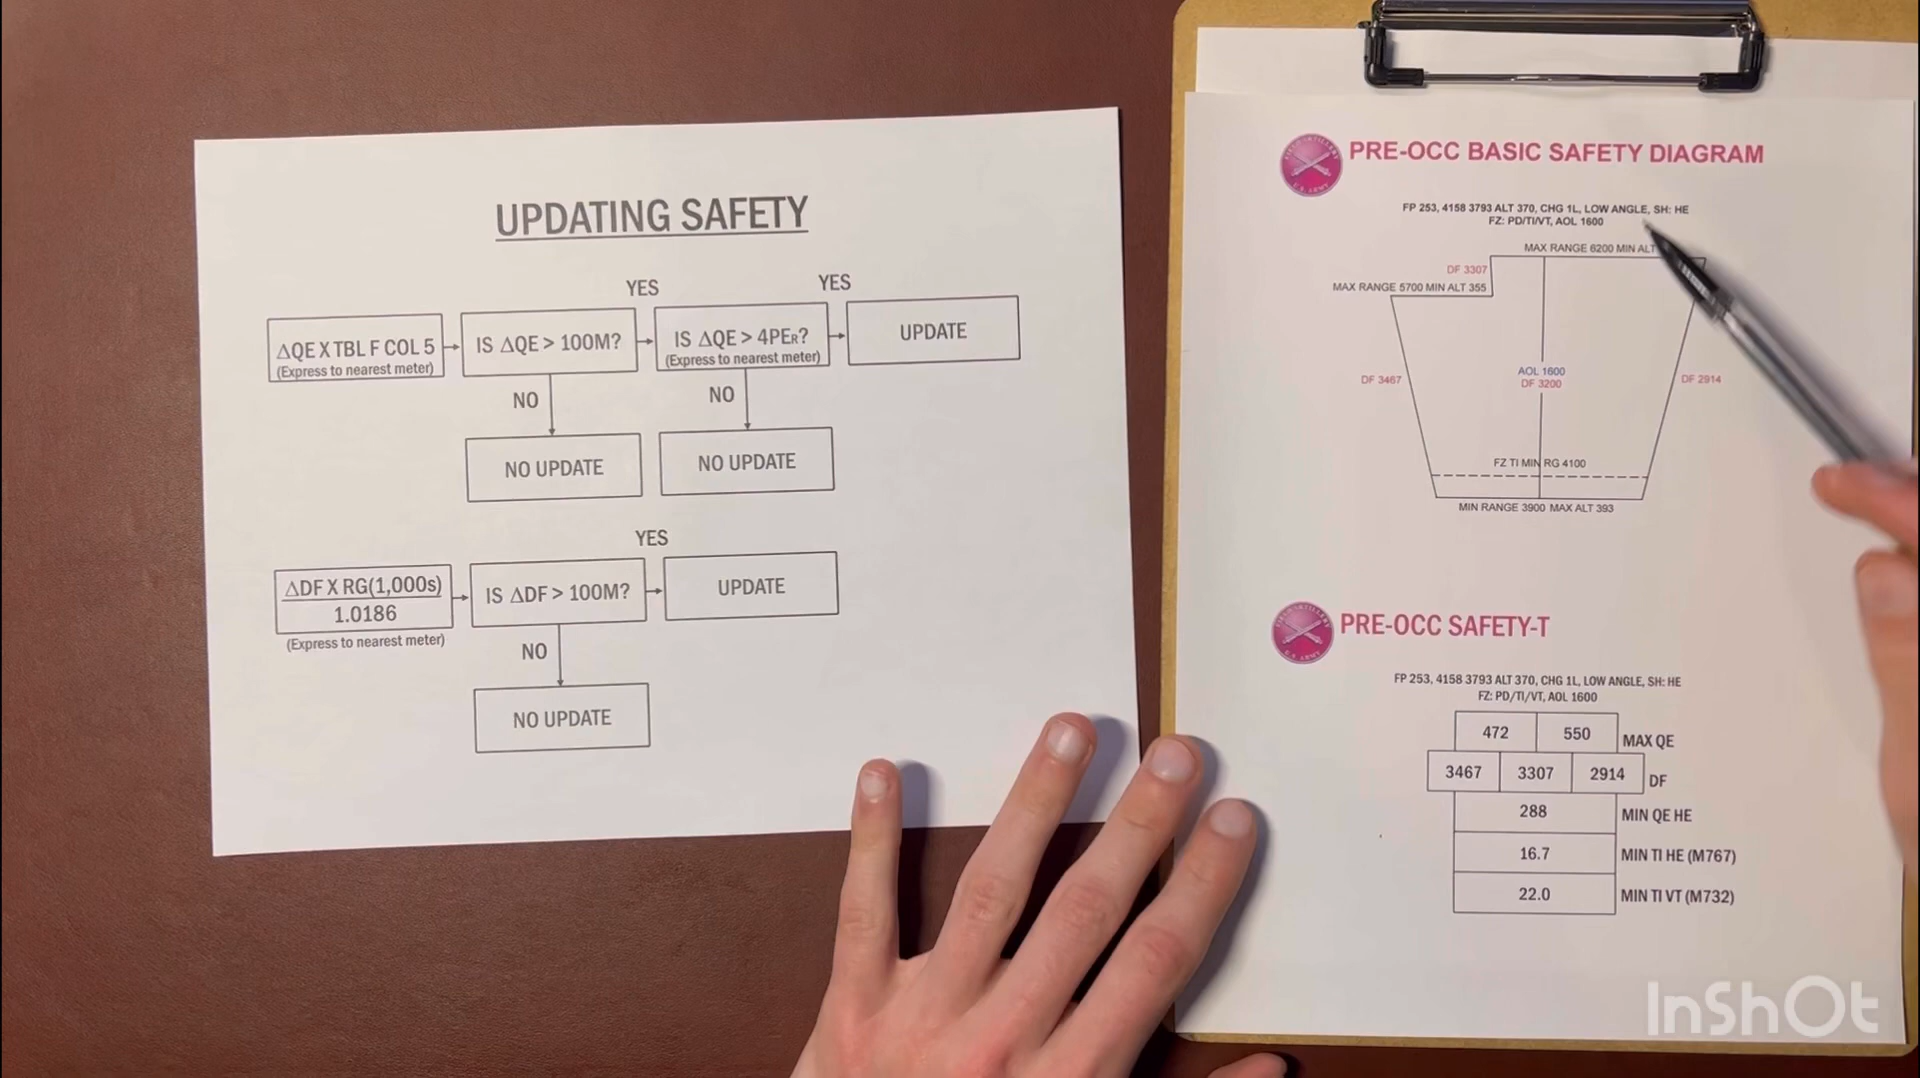 UPDATING SAFETY
YES
YES
ΔQE X TBL F COL 5
(Express to nearest meter)
IS ΔQE > 100M?
IS ΔQE > 4PER?
(Express to nearest meter)
UPDATE
NO
NO
NO UPDATE
NO UPDATE
YES
ΔDF X RG(1,000s)
1.0186
(Express to nearest meter)
IS ΔDF > 100M?
UPDATE
NO
NO UPDATE
PRE-OCC BASIC SAFETY DIAGRAM
U.S. ARMY
FP 253, 4158 3793 ALT 370, CHG 1L, LOW ANGLE, SH: HE
FZ: PD/TI/VT, AOL 1600
MAX RANGE 6200 MIN ALT
DF 3307
MAX RANGE 5700 MIN ALT 355
AOL 1600
DF 3200
DF 3467
DF 2914
FZ TI MIN RG 4100
MIN RANGE 3900 MAX ALT 393
PRE-OCC SAFETY-T
U.S. ARMY
FP 253, 4158 3793 ALT 370, CHG 1L, LOW ANGLE, SH: HE
FZ: PD/TI/VT, AOL 1600
472 550 MAX QE
3467 3307 2914 DF
288 MIN QE HE
16.7 MIN TI HE (M767)
22.0 MIN TI VT (M732)
InShOt